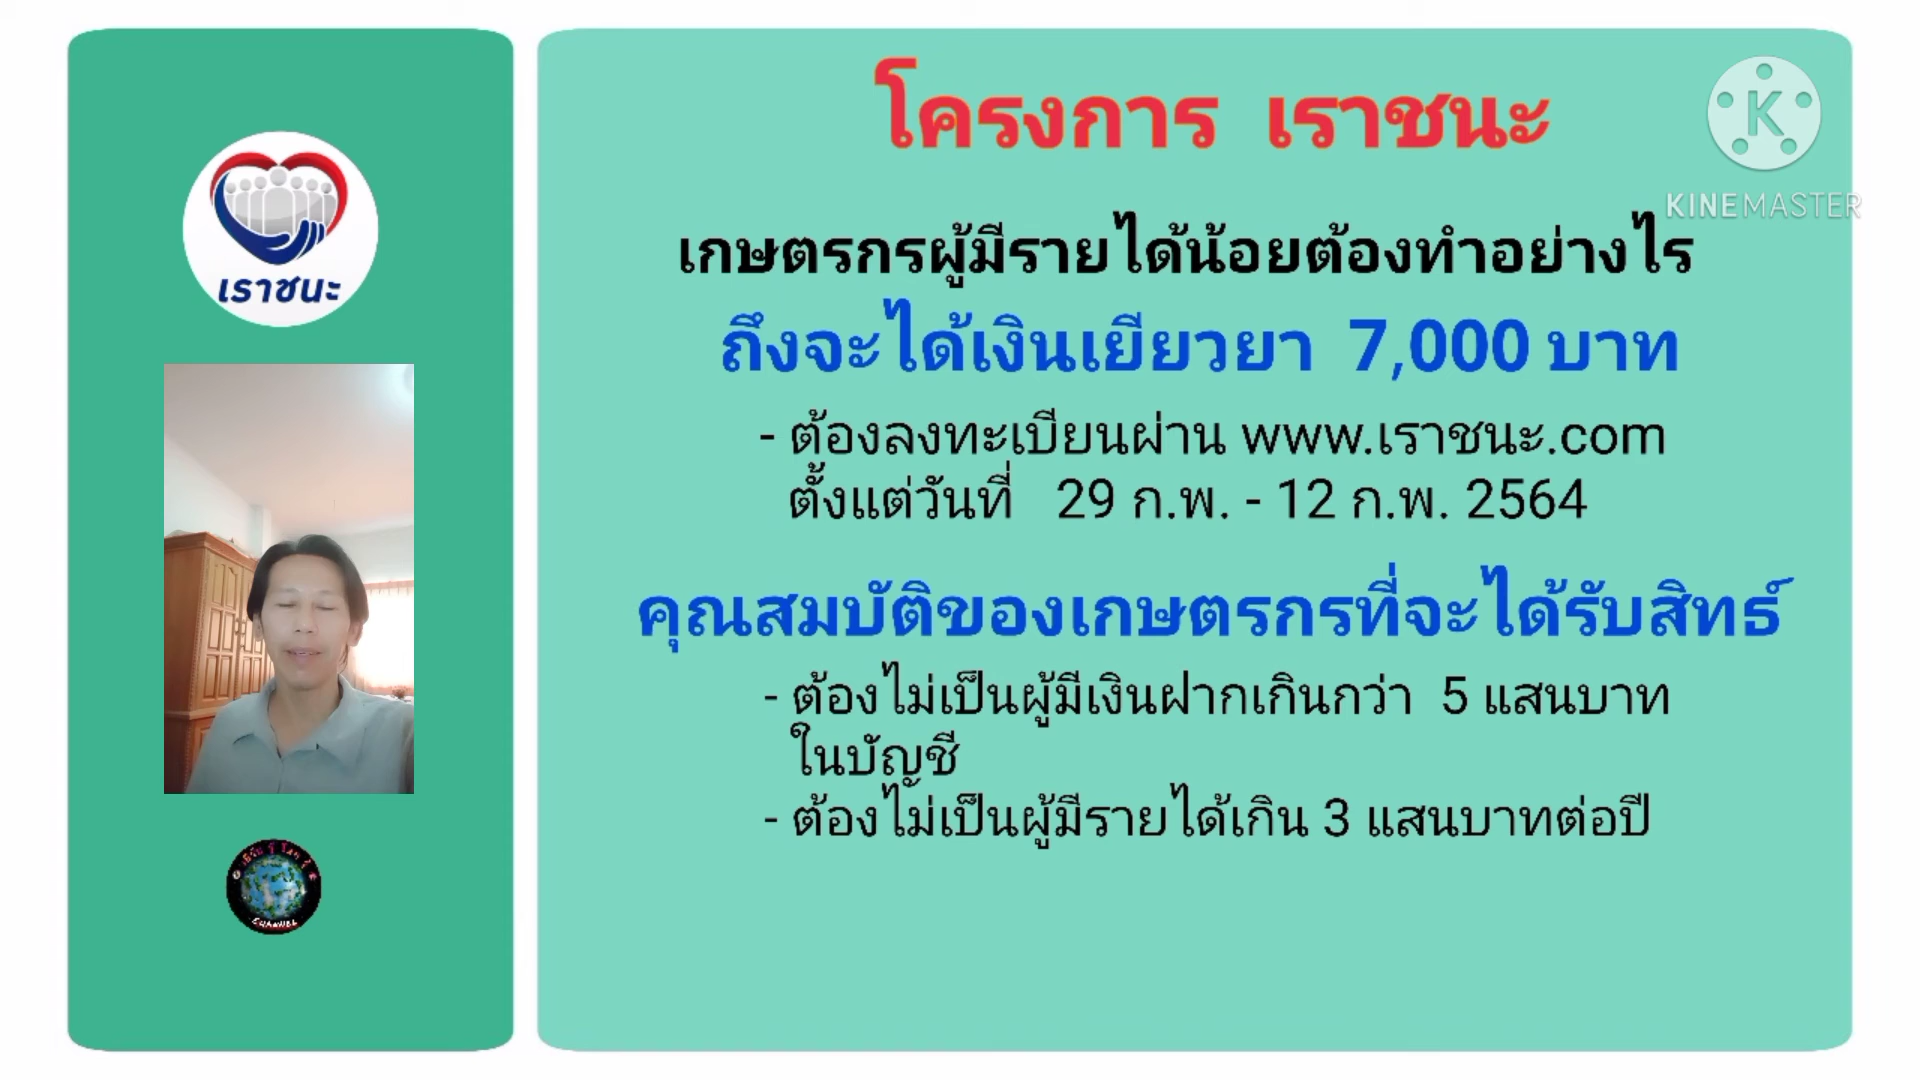 เราชนะ
CHANNEL
โครงการ เราชนะ
KINEMASTER
เกษตรกรผู้มีรายได้น้อยต้องทำอย่างไร
ถึงจะได้เงินเยียวยา 7,000 บาท
- ต้องลงทะเบียนผ่าน www.เราชนะ.com
ตั้งแต่วันที่ 29 ก.พ. - 12 ก.พ. 2564
คุณสมบัติของเกษตรกรที่จะได้รับสิทธ์
- ต้องไม่เป็นผู้มีเงินฝากเกินกว่า 5 แสนบาท
ในบัญชี
- ต้องไม่เป็นผู้มีรายได้เกิน 3 แสนบาทต่อปี